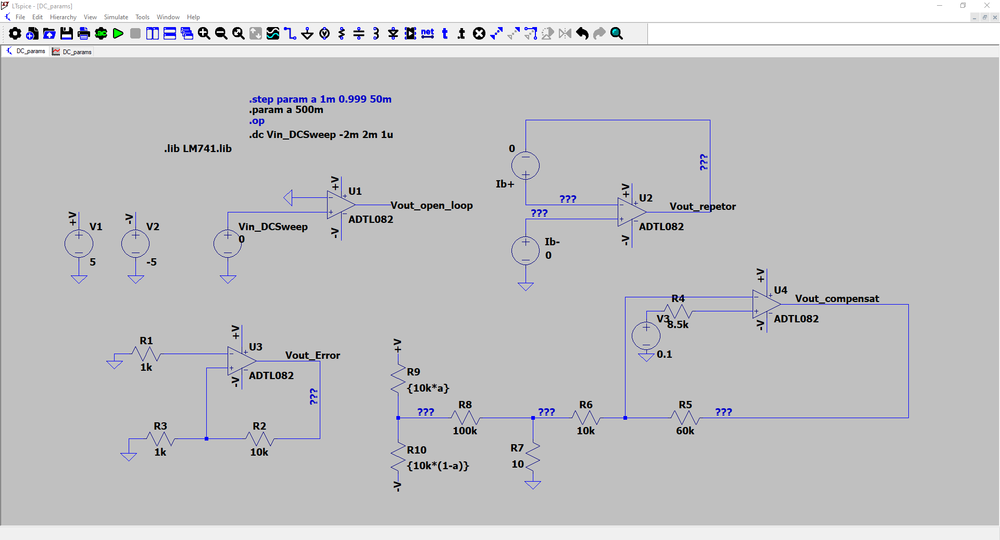 LTspice - [DC_params]
File Edit Hierarchy View Simulate Tools Window Help
ac net t .t
DC_params DC_params
.step param a 1m 0.999 50m
.param a 500m
.op
.dc Vin_DCSweep -2m 2m 1u
.lib LM741.lib
+V
V1
5
-V
V2
-5
Vin_DCSweep
0
+V
U1
ADTL082
-V
Vout_open_loop
0
Ib+
???
???
???
Ib-
0
+V
U2
ADTL082
-V
Vout_repetor
R1
1k
+V
U3
ADTL082
-V
Vout_Error
???
R3
1k
R2
10k
+V
R9
{10k*a}
R10
{10k*(1-a)}
-V
???
R8
100k
???
R7
10
R6
10k
R5
60k
???
V3
0.1
R4
8.5k
+V
U4
ADTL082
-V
Vout_compensat